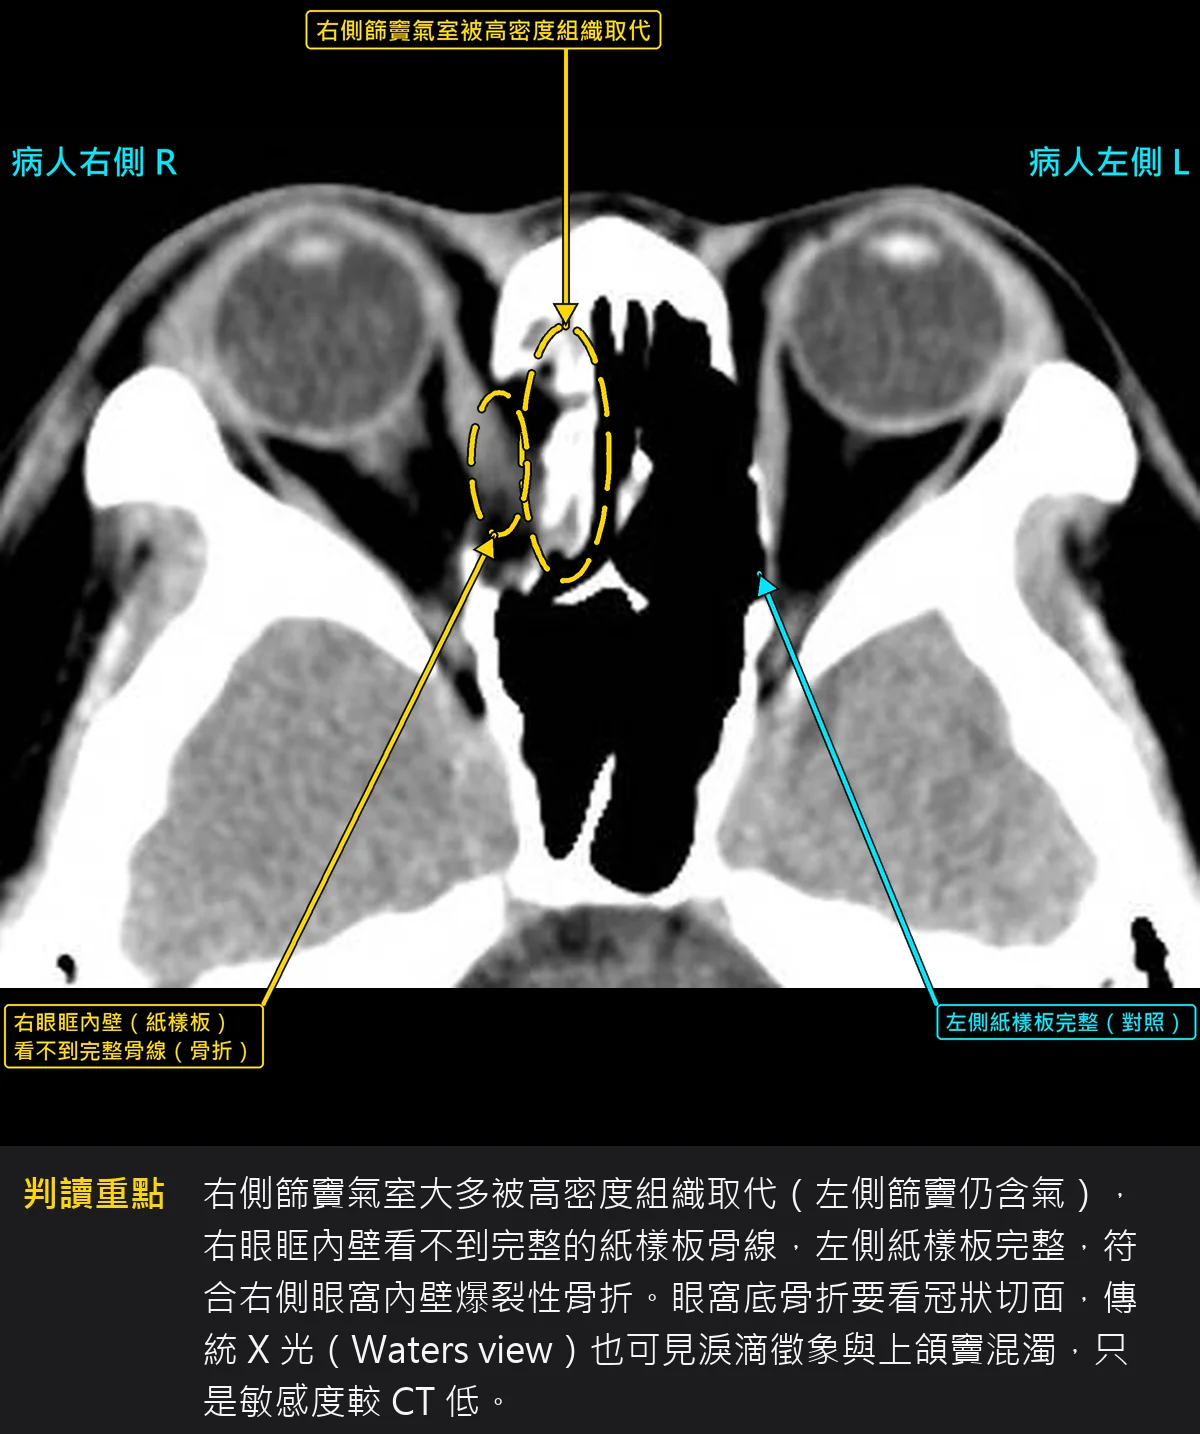 右側篩竇氣室被高密度組織取代
病人右側 R
病人左側 L
右眼眶內壁（紙樣板）
看不到完整骨線（骨折）
左側紙樣板完整（對照）
判讀重點
右側篩竇氣室大多被高密度組織取代（左側篩竇仍含氣），
右眼眶內壁看不到完整的紙樣板骨線，左側紙樣板完整，符
合右側眼窩內壁爆裂性骨折。眼窩底骨折要看冠狀切面，傳
統 X 光（Waters view）也可見淚滴徵象與上頜竇混濁，只
是敏感度較 CT 低。